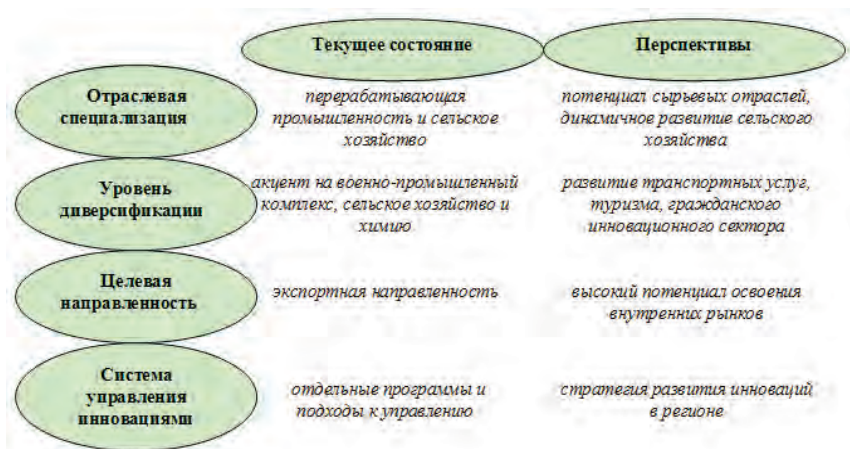 Текущее состояние
Перспективы
Отраслевая
специализация
перерабатывающая
промышленность и сельское
хозяйство
потенциал сырьевых отраслей,
динамичное развитие сельского
хозяйства
Уровень
диверсификации
акцент на военно-промышленный
комплекс, сельское хозяйство и
химию
развитие транспортных услуг,
туризма, гражданского
инновационного сектора
Целевая
направленность
экспортная направленность
высокий потенциал освоения
внутренних рынков
Система
управления
инновациями
отдельные программы и
подходы к управлению
стратегия развития инноваций
в регионе